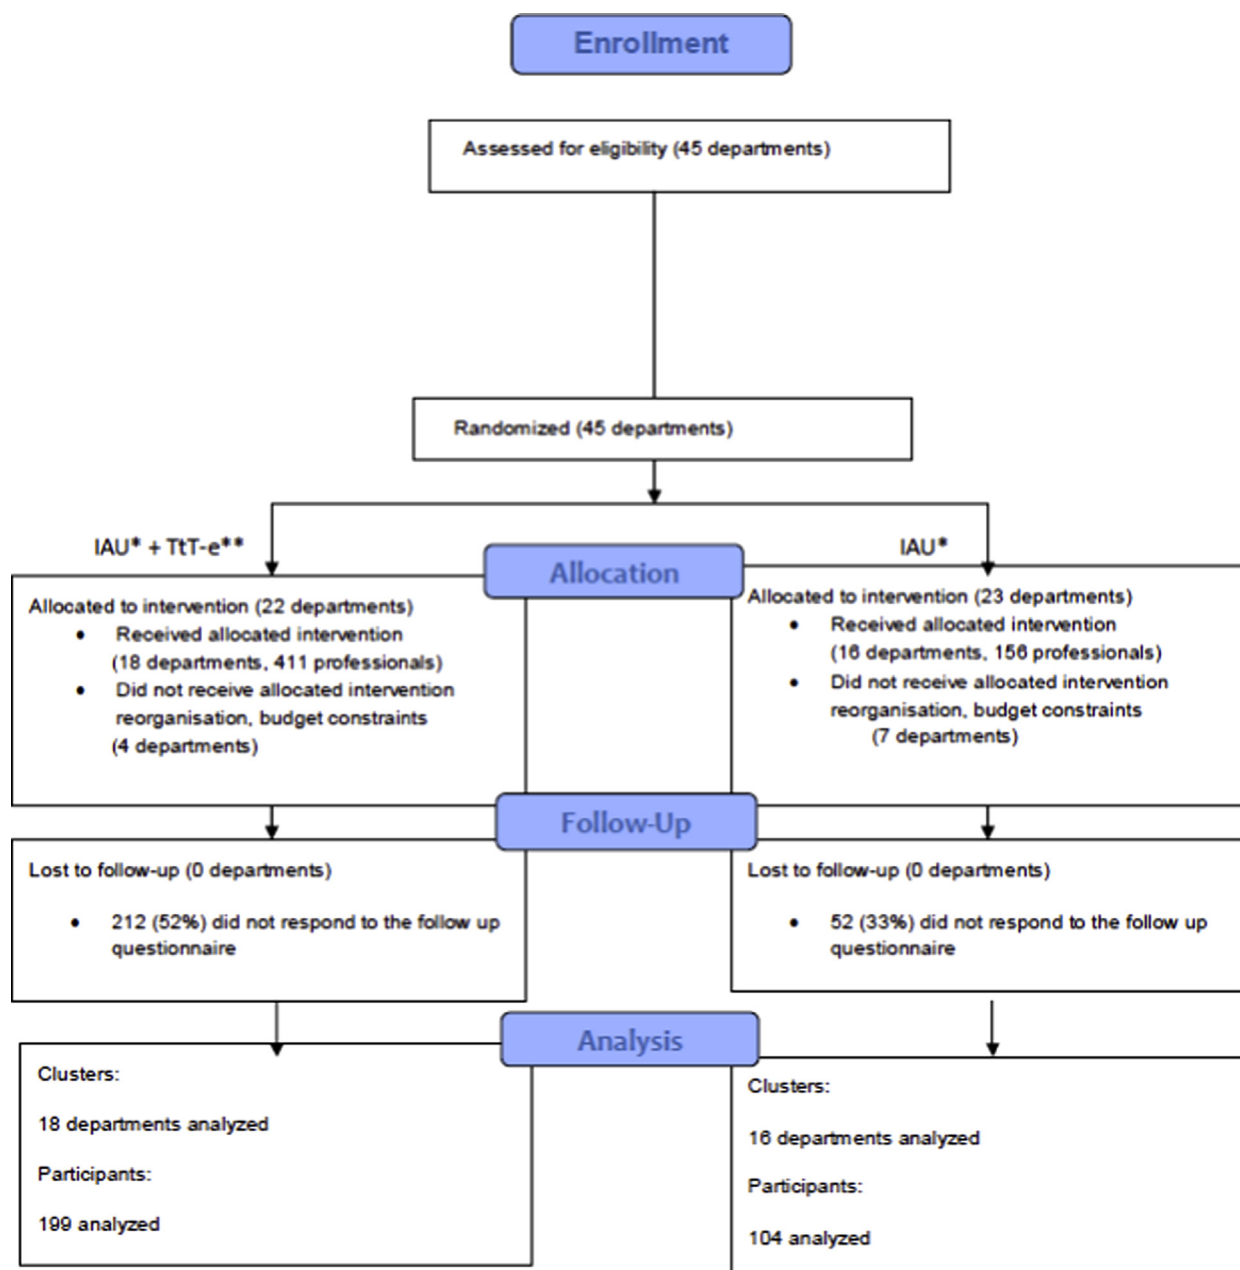 Enrollment
Assessed for eligibility (45 departments)
Randomized (45 departments)
IAU* + TtT-e**
IAU*
Allocation
Allocated to intervention (22 departments)
• Received allocated intervention
(18 departments, 411 professionals)
• Did not receive allocated intervention
reorganisation, budget constraints
(4 departments)
Allocated to intervention (23 departments)
• Received allocated intervention
(16 departments, 156 professionals)
• Did not receive allocated intervention
reorganisation, budget constraints
(7 departments)
Follow-Up
Lost to follow-up (0 departments)
• 212 (52%) did not respond to the follow up
questionnaire
Lost to follow-up (0 departments)
• 52 (33%) did not respond to the follow up
questionnaire
Analysis
Clusters:
18 departments analyzed
Participants:
199 analyzed
Clusters:
16 departments analyzed
Participants:
104 analyzed